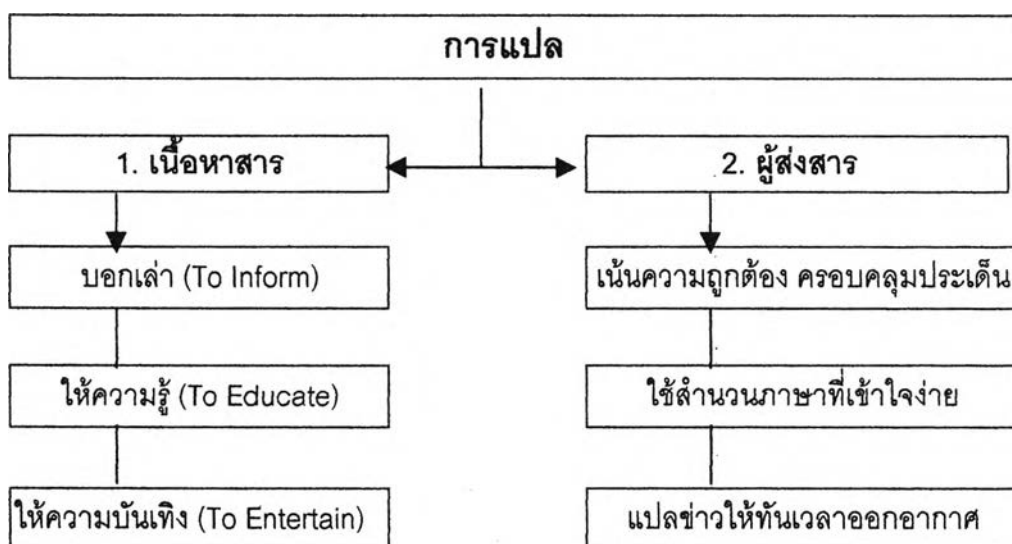 การแปล
1. เนื้อหาสาร
2. ผู้ส่งสาร
บอกเล่า (To Inform)
เน้นความถูกต้อง ครอบคลุมประเด็น
ให้ความรู้ (To Educate)
ใช้สำนวนภาษาที่เข้าใจง่าย
ให้ความบันเทิง (To Entertain)
แปลข่าวให้ทันเวลาออกอากาศ